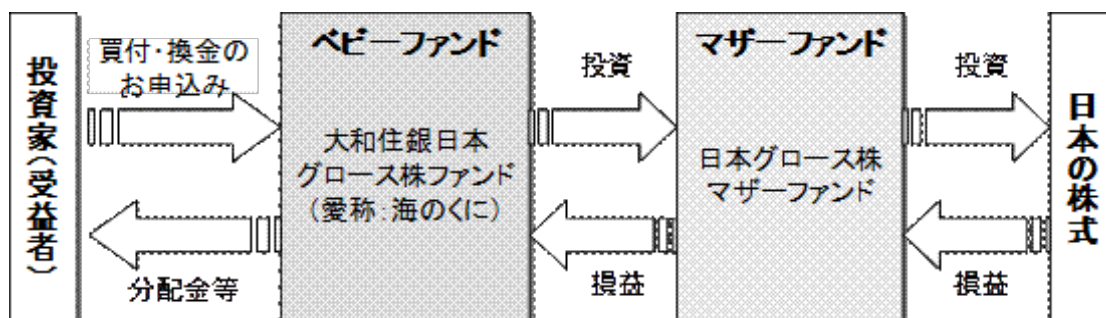 投資家(受益者)
買付・換金の
お申込み
分配金等
ベビーファンド
大和住銀日本
グロース株ファンド
(愛称:海のくに)
投資
損益
マザーファンド
日本グロース株
マザーファンド
投資
損益
日本の株式